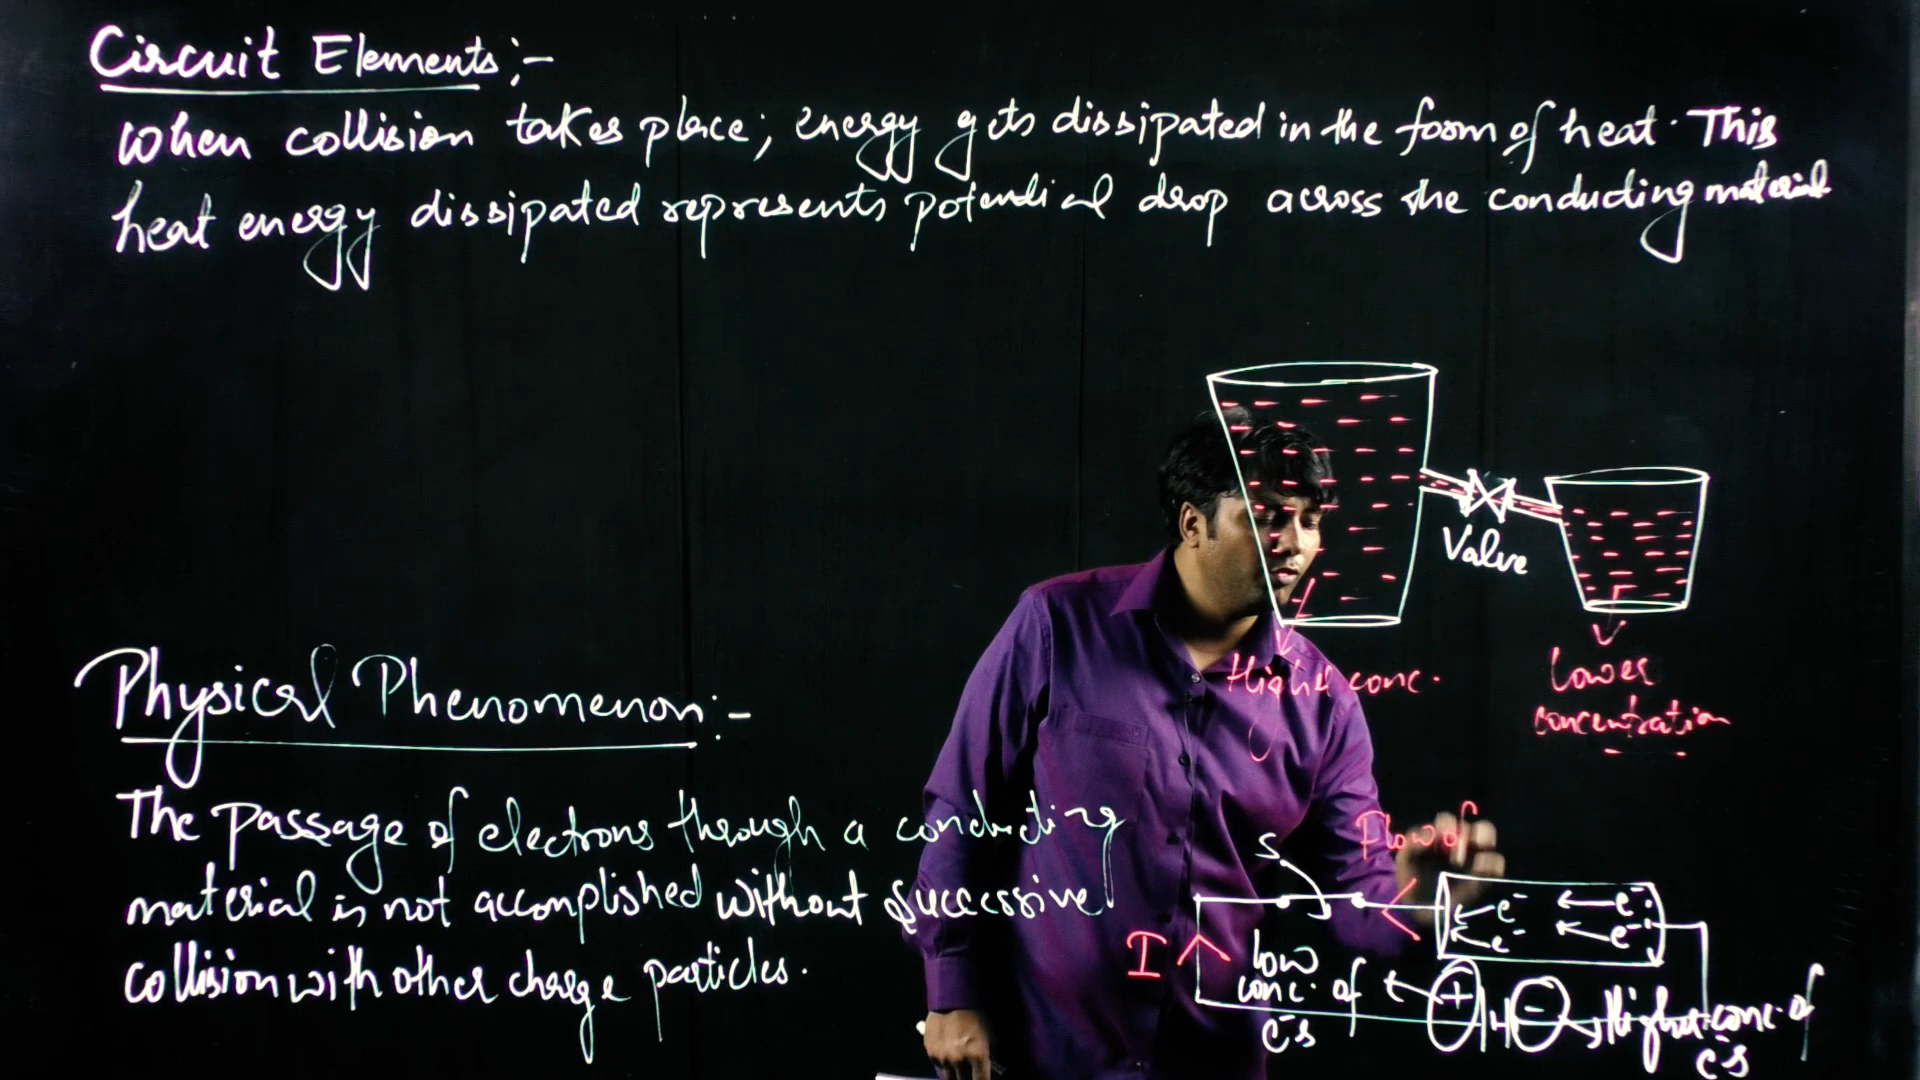 Circuit Elements:-
When collision takes place; energy gets dissipated in the form of heat. This
heat energy dissipated represents potential drop across the conducting material
Valve
Higher conc.
Lower
concentration
Physical Phenomenon:-
The passage of electrons through a conducting
material is not accomplished without successive
collision with other charge particles.
Flow of
S
e⁻ e⁻
e⁻ e⁻
I
Low
conc. of
e⁻s
+
-
Higher conc. of
e⁻s